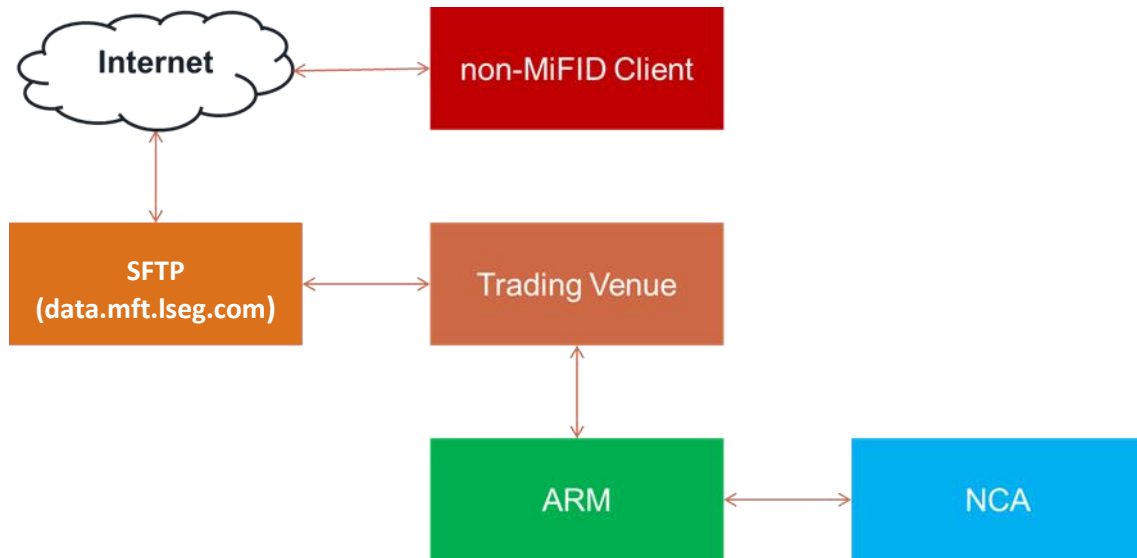 Internet
non-MiFID Client
SFTP
(data.mft.lseg.com)
Trading Venue
ARM
NCA